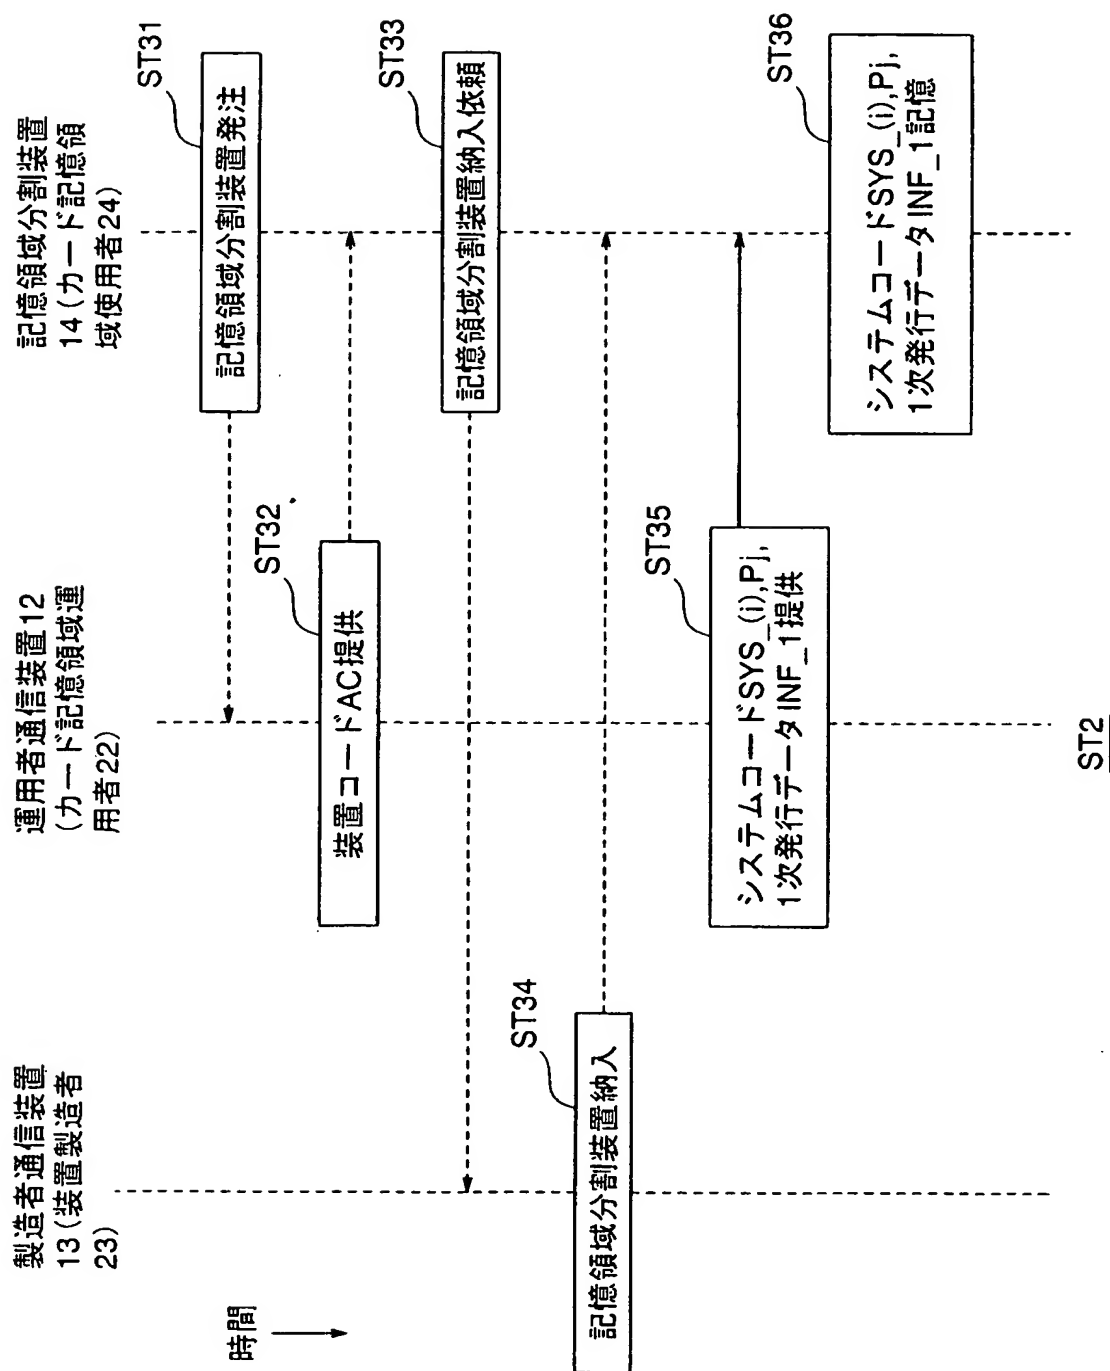 製造者通信装置
13(装置製造者
23)
運用者通信装置12
(カード記憶領域運
用者22)
記憶領域分割装置
14(カード記憶領
域使用者24)
時間
ST31
記憶領域分割装置発注
ST32
装置コードAC提供
ST33
記憶領域分割装置納入依頼
ST34
記憶領域分割装置納入
ST35
システムコードSYS_(i),Pj,
1次発行データINF_1提供
ST36
システムコードSYS_(i),Pj,
1次発行データINF_1記憶
ST2